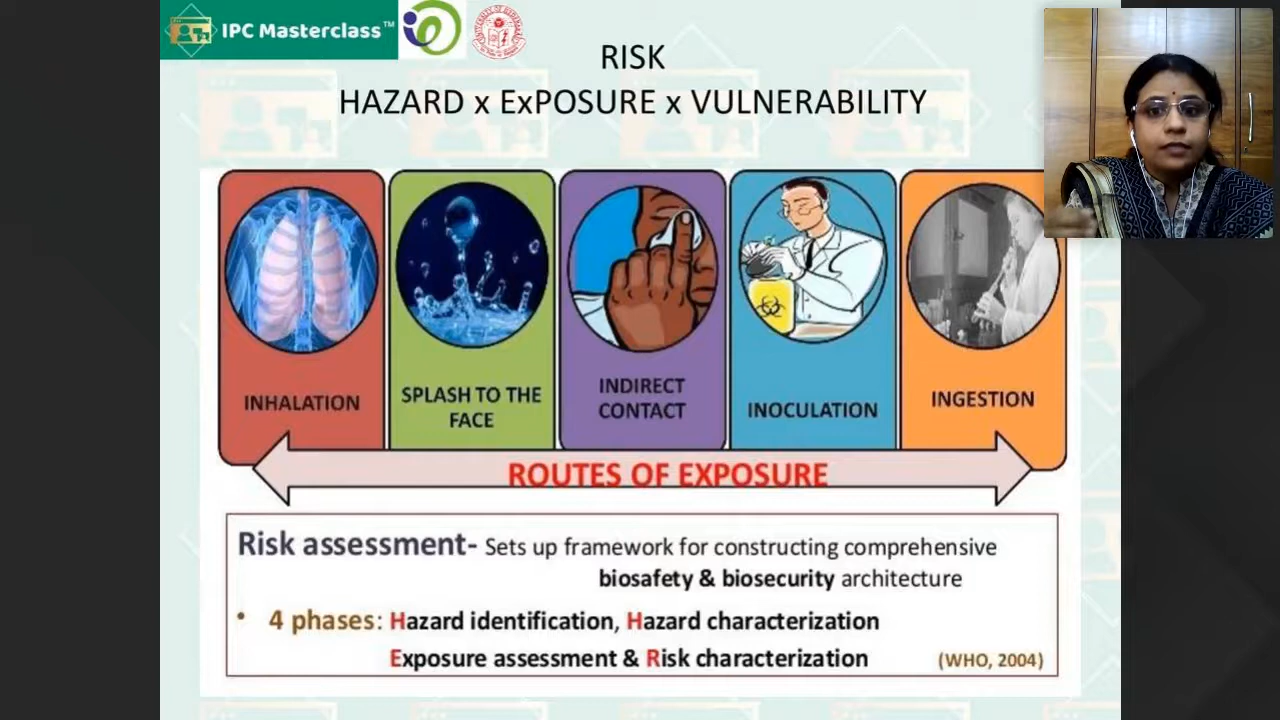 IPC Masterclass™
RISK
HAZARD x ExPOSURE x VULNERABILITY
INHALATION
SPLASH TO THE
FACE
INDIRECT
CONTACT
INOCULATION
INGESTION
ROUTES OF EXPOSURE
Risk assessment- Sets up framework for constructing comprehensive
biosafety & biosecurity architecture
• 4 phases: Hazard identification, Hazard characterization
Exposure assessment & Risk characterization (WHO, 2004)